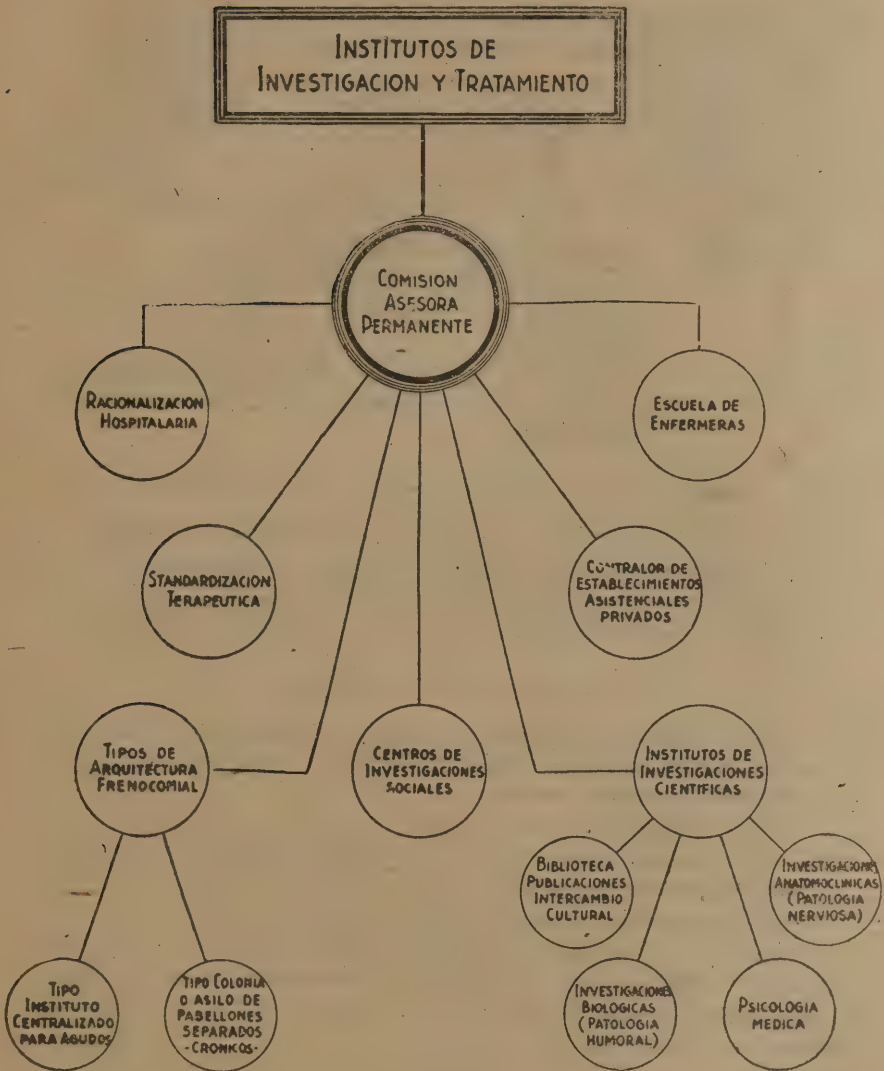 INSTITUTOS DE
INVESTIGACION Y TRATAMIENTO
COMISION
ASESORA
PERMANENTE
RACIONALIZACION
HOSPITALARIA
ESCUELA DE
ENFERMERAS
STANDARDIZACION
TERAPEUTICA
CONTRALOR DE
ESTABLECIMIENTOS
ASISTENCIALES
PRIVADOS
TIPOS DE
ARQUITECTURA
FRENOCOMIAL
CENTROS DE
INVESTIGACIONES
SOCIALES
INSTITUTOS DE
INVESTIGACIONES
CIENTIFICAS
BIBLIOTECA
PUBLICACIONES
INTERCAMBIO
CULTURAL
INVESTIGACIONES
ANATOMOCLINICAS
(PATOLOGIA
NERVIOSA)
TIPO
INSTITUTO
CENTRALIZADO
PARA AGUDOS
TIPO COLONIA
O ASILO DE
PABELLONES
SEPARADOS
-CRONICOS-
INVESTIGACIONES
BIOLOGICAS
(PATOLOGIA
HUMORAL)
PSICOLOGIA
MEDICA